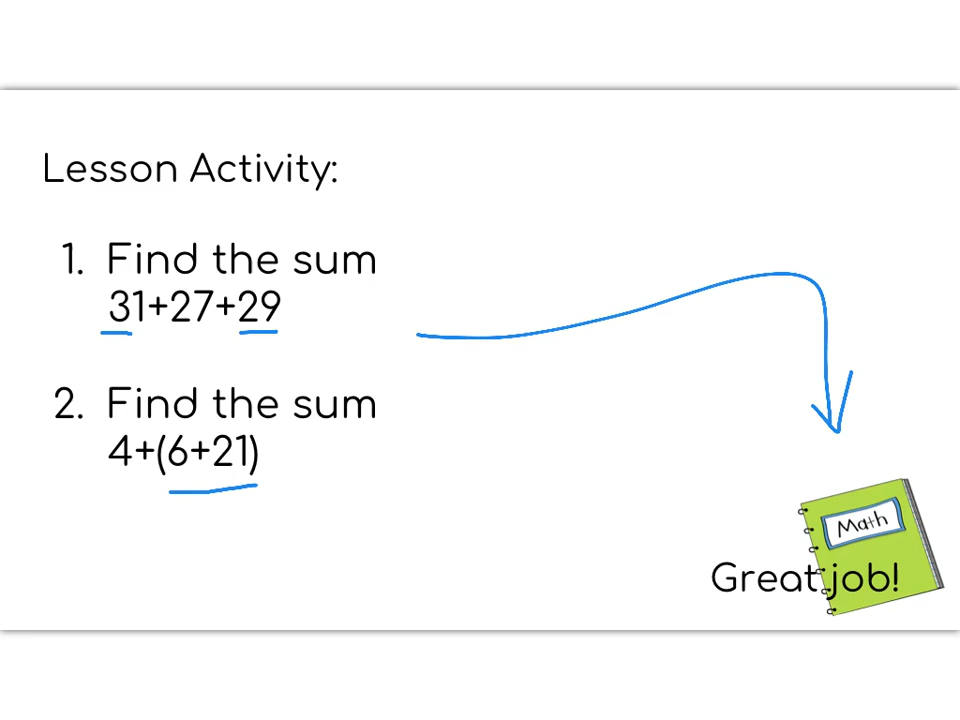 Lesson Activity:
1. Find the sum
31+27+29
2. Find the sum
4+(6+21)
Math
Great job!